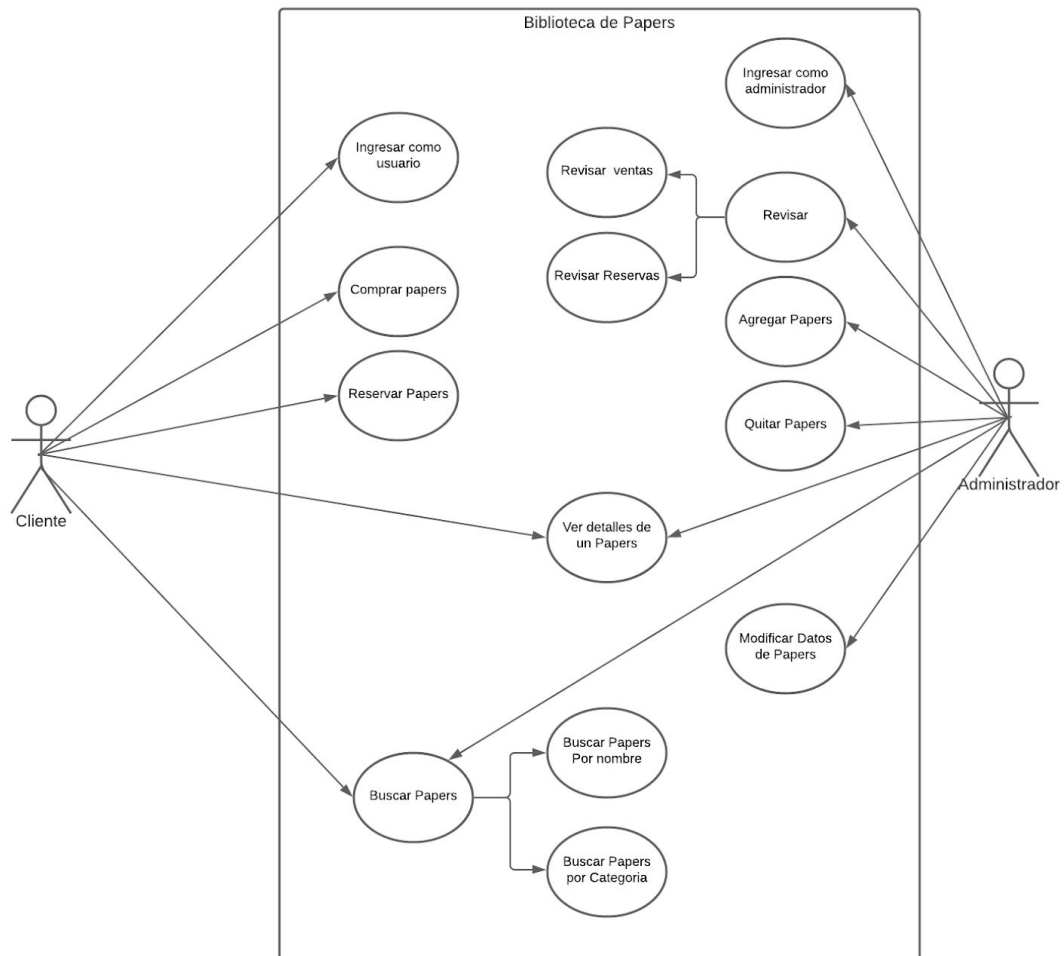 Biblioteca de Papers
Ingresar como
administrador
Ingresar como
usuario
Revisar ventas
Revisar
Revisar Reservas
Comprar papers
Agregar Papers
Reservar Papers
Quitar Papers
Cliente
Administrador
Ver detalles de
un Papers
Modificar Datos
de Papers
Buscar Papers
Por nombre
Buscar Papers
Buscar Papers
por Categoria